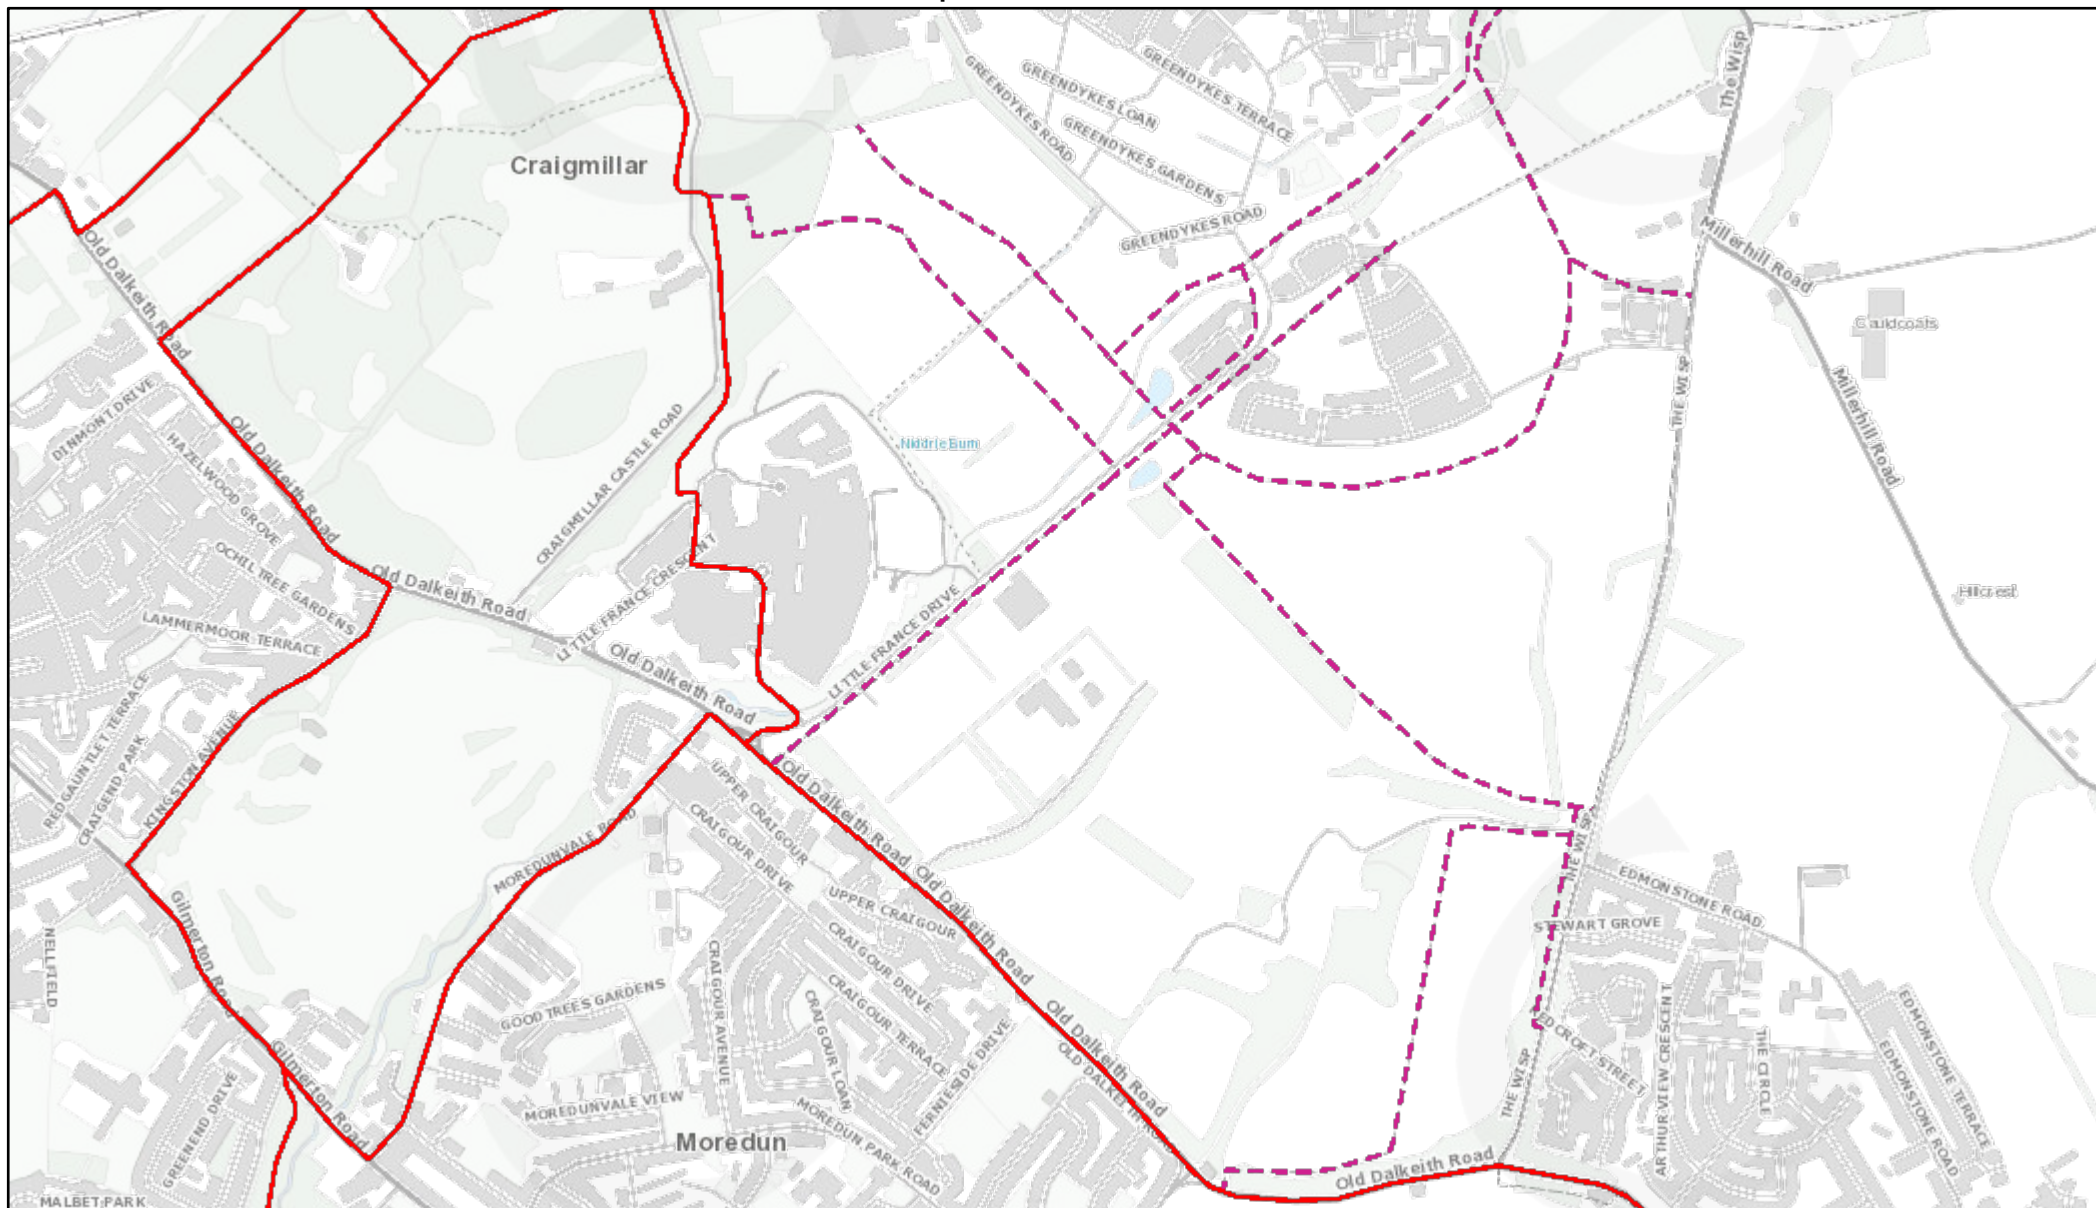 The Wisp
GREENDYKES ROAD
GREENDYKES LOAN
GREENDYKES TERRACE
GREENDYKES GARDENS
Craigmillar
GREENDYKES ROAD
Old Dalkeith Road
Millerhill Road
Cauldcoats
DINMONT DRIVE
Old Dalkeith Road
HAZELWOOD GROVE
CRAIGMILLAR CASTLE ROAD
Niddrie Burn
THE WISP
Millerhill Road
OCHILTREE GARDENS
Old Dalkeith Road
LITTLE FRANCE CRESCENT
LITTLE FRANCE DRIVE
Hillcrest
LAMMERMOOR TERRACE
Old Dalkeith Road
REDGAUNTLET TERRACE
CRAIGEND PARK
KINGSTON AVENUE
Old Dalkeith Road
UPPER CRAIGOUR
CRAIGOUR DRIVE
MOREDUNVALE ROAD
THE WISP
EDMONSTONE ROAD
UPPER CRAIGOUR
Old Dalkeith Road
STEWART GROVE
Gilmerton Road
NELLFIELD
CRAIGOUR AVENUE
CRAIGOUR DRIVE
CRAIGOUR TERRACE
CRAIGOUR LOAN
GOOD TREES GARDENS
FERNIESIDE DRIVE
Old Dalkeith Road
OLD DALKEITH ROAD
Gilmerton Road
GREENEND DRIVE
MOREDUNVALE VIEW
MOREDUN PARK ROAD
Moredun
THE WISP
EDCROFT STREET
ARTHUR VIEW CRESCENT
THE CIRCLE
EDMONSTONE TERRACE
EDMONSTONE ROAD
Old Dalkeith Road
MALBET PARK